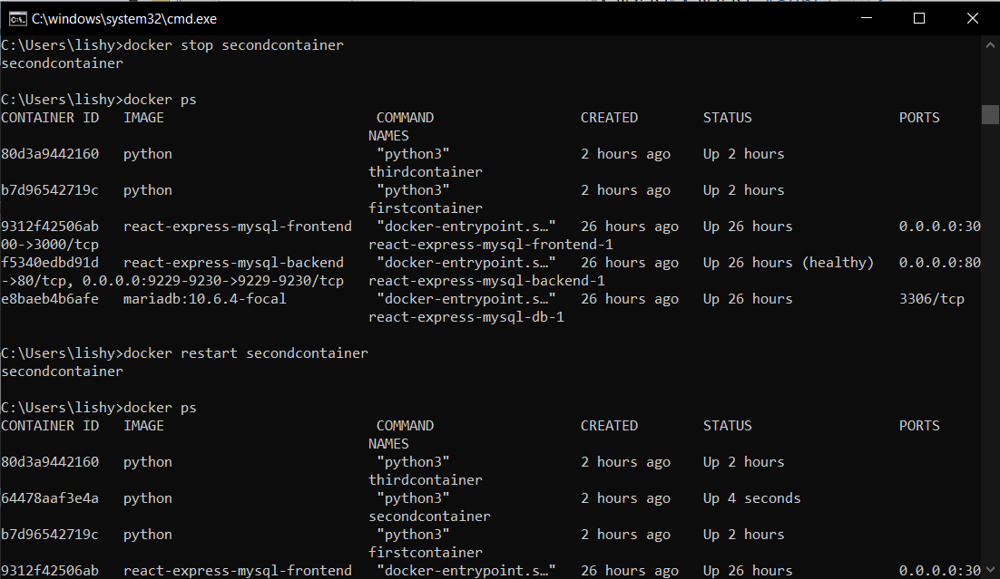 C:\windows\system32\cmd.exe
C:\Users\lishy>docker stop secondcontainer
secondcontainer
C:\Users\lishy>docker ps
CONTAINER ID   IMAGE                          COMMAND                  CREATED        STATUS                  PORTS
                                             NAMES
80d3a9442160   python                         "python3"                2 hours ago    Up 2 hours
                                             thirdcontainer
b7d96542719c   python                         "python3"                2 hours ago    Up 2 hours
                                             firstcontainer
9312f42506ab   react-express-mysql-frontend   "docker-entrypoint.s…"   26 hours ago   Up 26 hours             0.0.0.0:30
00->3000/tcp                                 react-express-mysql-frontend-1
f5340edbd91d   react-express-mysql-backend    "docker-entrypoint.s…"   26 hours ago   Up 26 hours (healthy)   0.0.0.0:80
->80/tcp, 0.0.0.0:9229-9230->9229-9230/tcp   react-express-mysql-backend-1
e8baeb4b6afe   mariadb:10.6.4-focal           "docker-entrypoint.s…"   26 hours ago   Up 26 hours             3306/tcp
                                             react-express-mysql-db-1
C:\Users\lishy>docker restart secondcontainer
secondcontainer
C:\Users\lishy>docker ps
CONTAINER ID   IMAGE                          COMMAND                  CREATED        STATUS                  PORTS
                                             NAMES
80d3a9442160   python                         "python3"                2 hours ago    Up 2 hours
                                             thirdcontainer
64478aaf3e4a   python                         "python3"                2 hours ago    Up 4 seconds
                                             secondcontainer
b7d96542719c   python                         "python3"                2 hours ago    Up 2 hours
                                             firstcontainer
9312f42506ab   react-express-mysql-frontend   "docker-entrypoint.s…"   26 hours ago   Up 26 hours             0.0.0.0:30